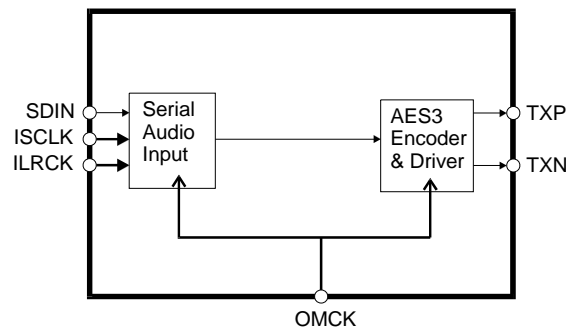 SDIN
ISCLK
ILRCK
Serial
Audio
Input
AES3
Encoder
& Driver
TXP
TXN
OMCK